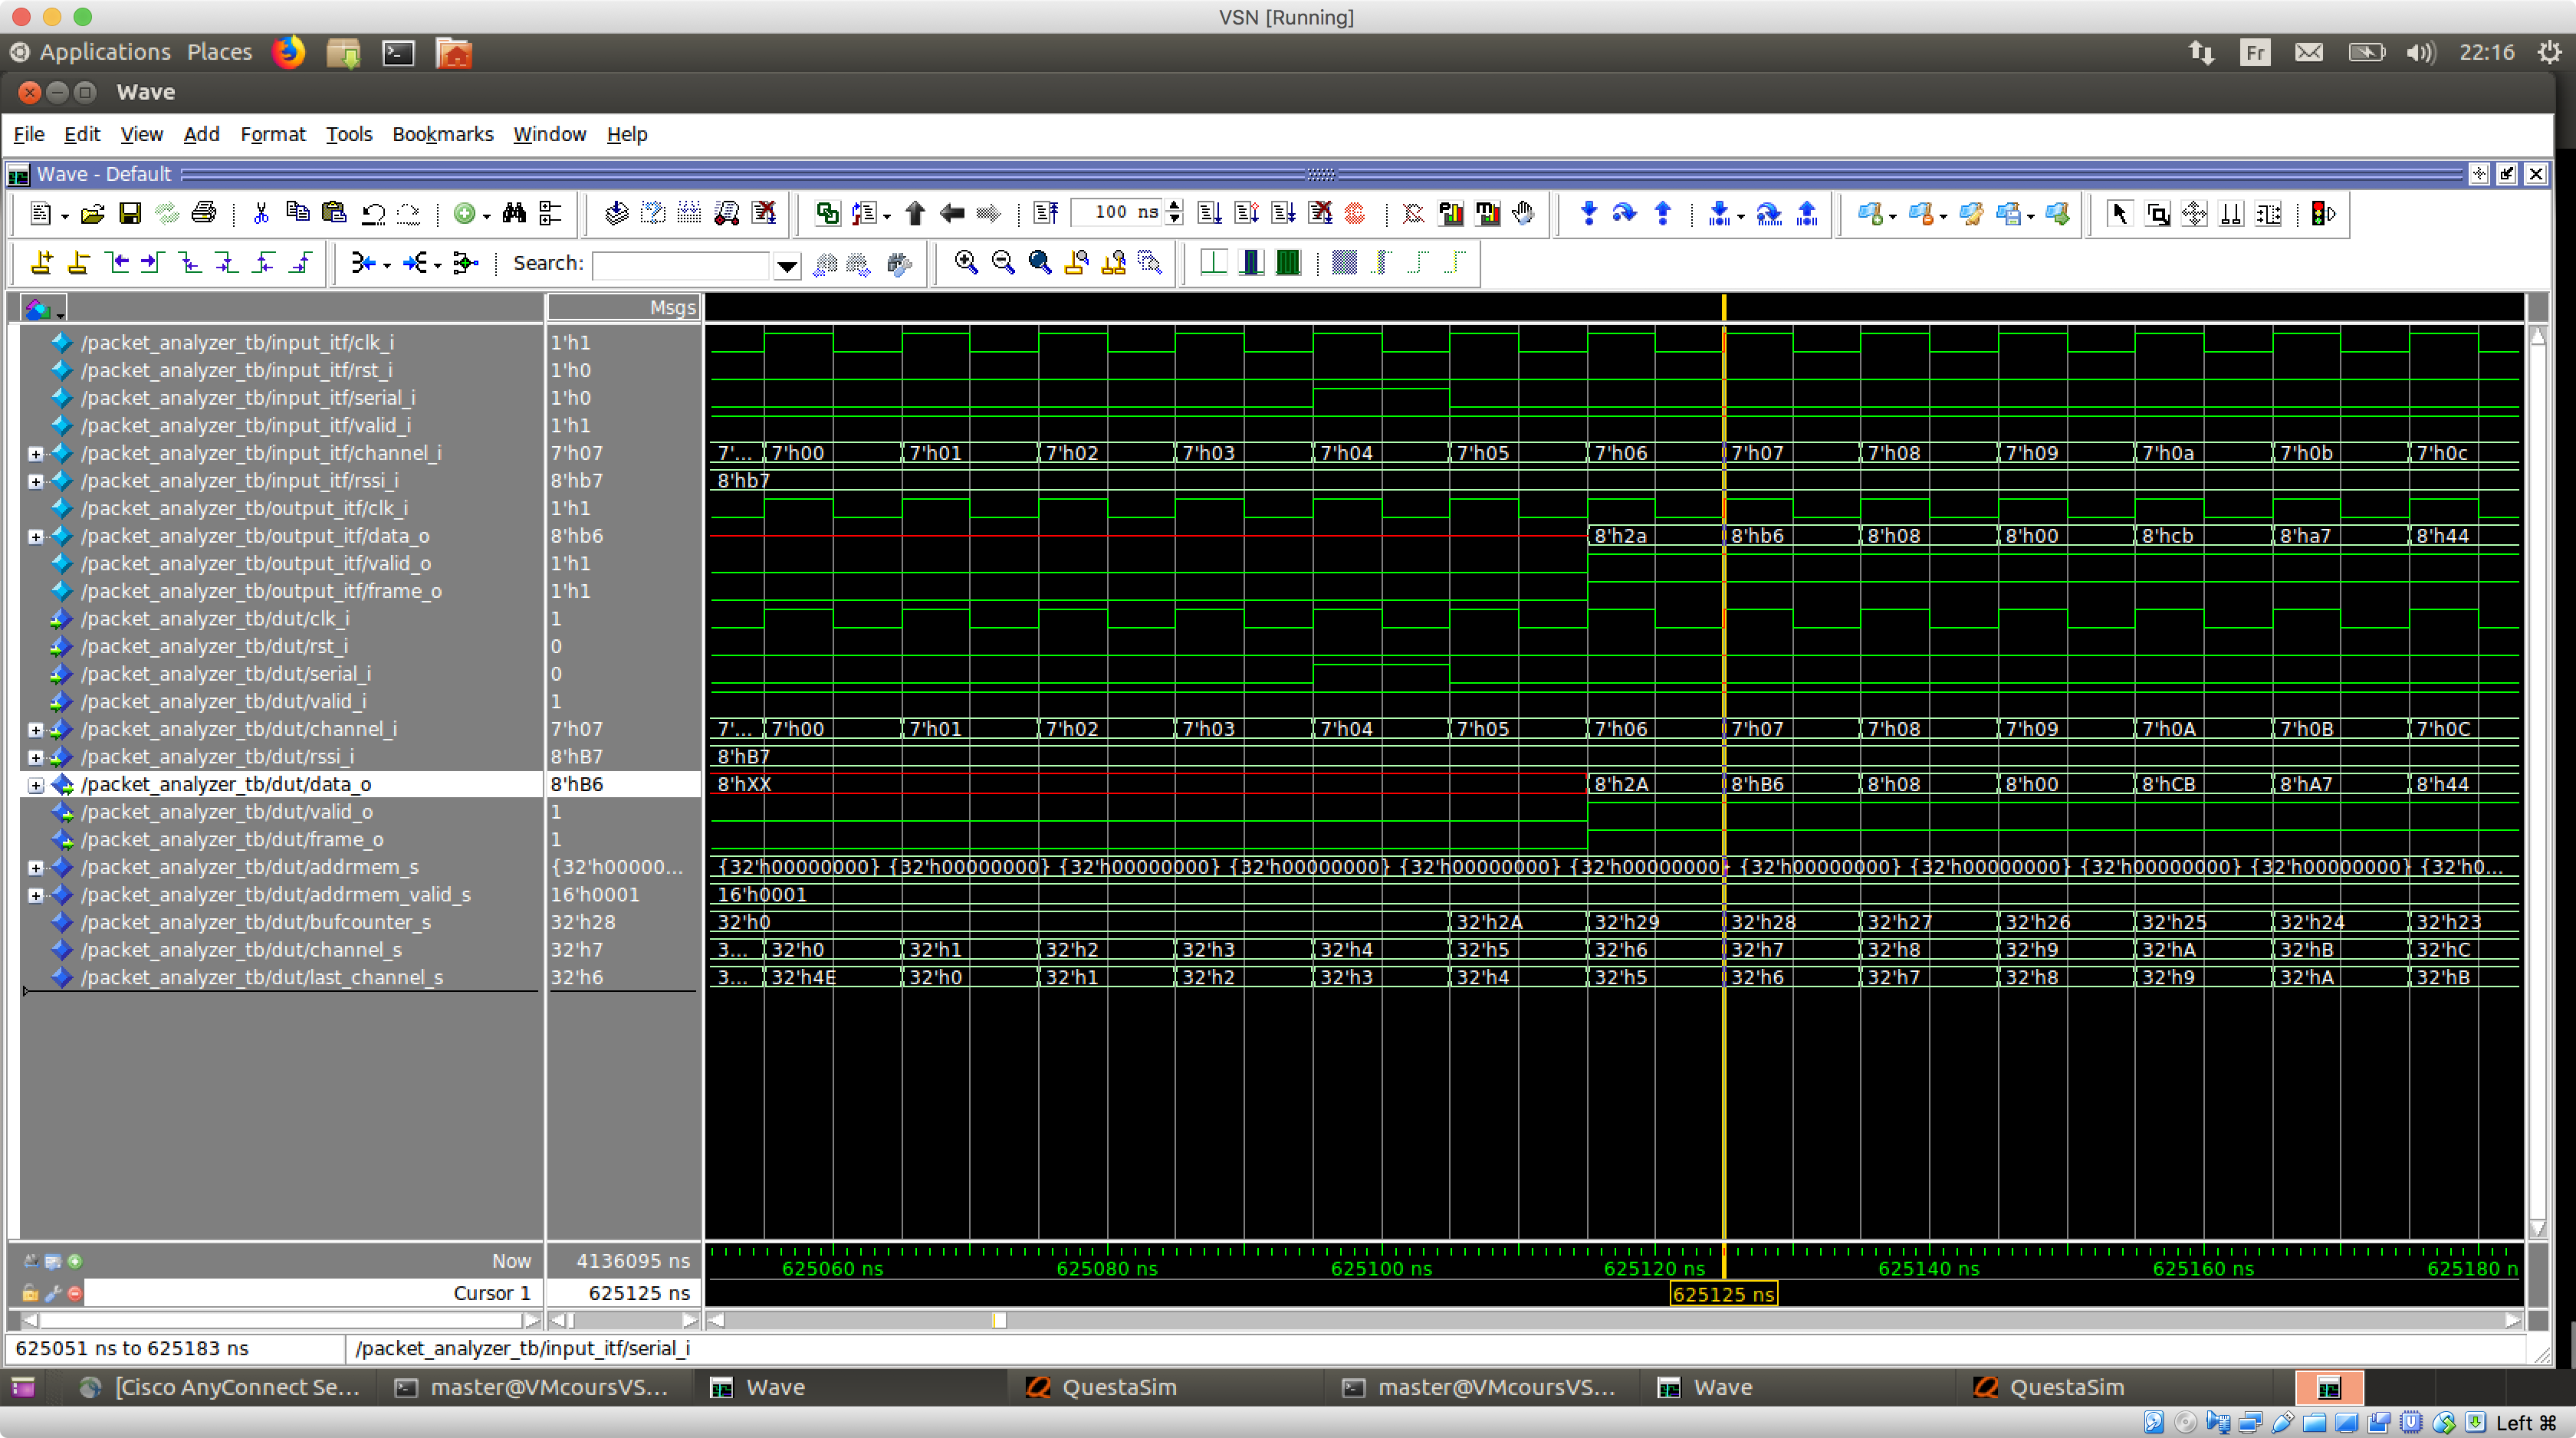 VSN [Running]
Applications Places Fr 22:16
Wave
File Edit View Add Format Tools Bookmarks Window Help
Wave - Default
100 ns
Search:
Msgs
/packet_analyzer_tb/input_itf/clk_i 1'h1
/packet_analyzer_tb/input_itf/rst_i 1'h0
/packet_analyzer_tb/input_itf/serial_i 1'h0
/packet_analyzer_tb/input_itf/valid_i 1'h1
/packet_analyzer_tb/input_itf/channel_i 7'h07 7'... 7'h00 7'h01 7'h02 7'h03 7'h04 7'h05 7'h06 7'h07 7'h08 7'h09 7'h0a 7'h0b 7'h0c
/packet_analyzer_tb/input_itf/rssi_i 8'hb7 8'hb7
/packet_analyzer_tb/output_itf/clk_i 1'h1
/packet_analyzer_tb/output_itf/data_o 8'hb6 8'h2a 8'hb6 8'h08 8'h00 8'hcb 8'ha7 8'h44
/packet_analyzer_tb/output_itf/valid_o 1'h1
/packet_analyzer_tb/output_itf/frame_o 1'h1
/packet_analyzer_tb/dut/clk_i 1
/packet_analyzer_tb/dut/rst_i 0
/packet_analyzer_tb/dut/serial_i 0
/packet_analyzer_tb/dut/valid_i 1
/packet_analyzer_tb/dut/channel_i 7'h07 7'... 7'h00 7'h01 7'h02 7'h03 7'h04 7'h05 7'h06 7'h07 7'h08 7'h09 7'h0A 7'h0B 7'h0C
/packet_analyzer_tb/dut/rssi_i 8'hB7 8'hB7
/packet_analyzer_tb/dut/data_o 8'hB6 8'hXX 8'h2A 8'hB6 8'h08 8'h00 8'hCB 8'hA7 8'h44
/packet_analyzer_tb/dut/valid_o 1
/packet_analyzer_tb/dut/frame_o 1
/packet_analyzer_tb/dut/addrmem_s {32'h00000... {32'h00000000} {32'h00000000} {32'h00000000} {32'h00000000} {32'h00000000} {32'h00000000} {32'h00000000} {32'h00000000} {32'h00000000} {32'h00000000} {32'h0...
/packet_analyzer_tb/dut/addrmem_valid_s 16'h0001 16'h0001
/packet_analyzer_tb/dut/bufcounter_s 32'h28 32'h0 32'h2A 32'h29 32'h28 32'h27 32'h26 32'h25 32'h24 32'h23
/packet_analyzer_tb/dut/channel_s 32'h7 3... 32'h0 32'h1 32'h2 32'h3 32'h4 32'h5 32'h6 32'h7 32'h8 32'h9 32'hA 32'hB 32'hC
/packet_analyzer_tb/dut/last_channel_s 32'h6 3... 32'h4E 32'h0 32'h1 32'h2 32'h3 32'h4 32'h5 32'h6 32'h7 32'h8 32'h9 32'hA 32'hB
Now 4136095 ns 625060 ns 625080 ns 625100 ns 625120 ns 625140 ns 625160 ns 625180 n
Cursor 1 625125 ns 625125 ns
625051 ns to 625183 ns /packet_analyzer_tb/input_itf/serial_i
[Cisco AnyConnect Se... master@VMcoursVS... Wave QuestaSim master@VMcoursVS... Wave QuestaSim
Left ⌘